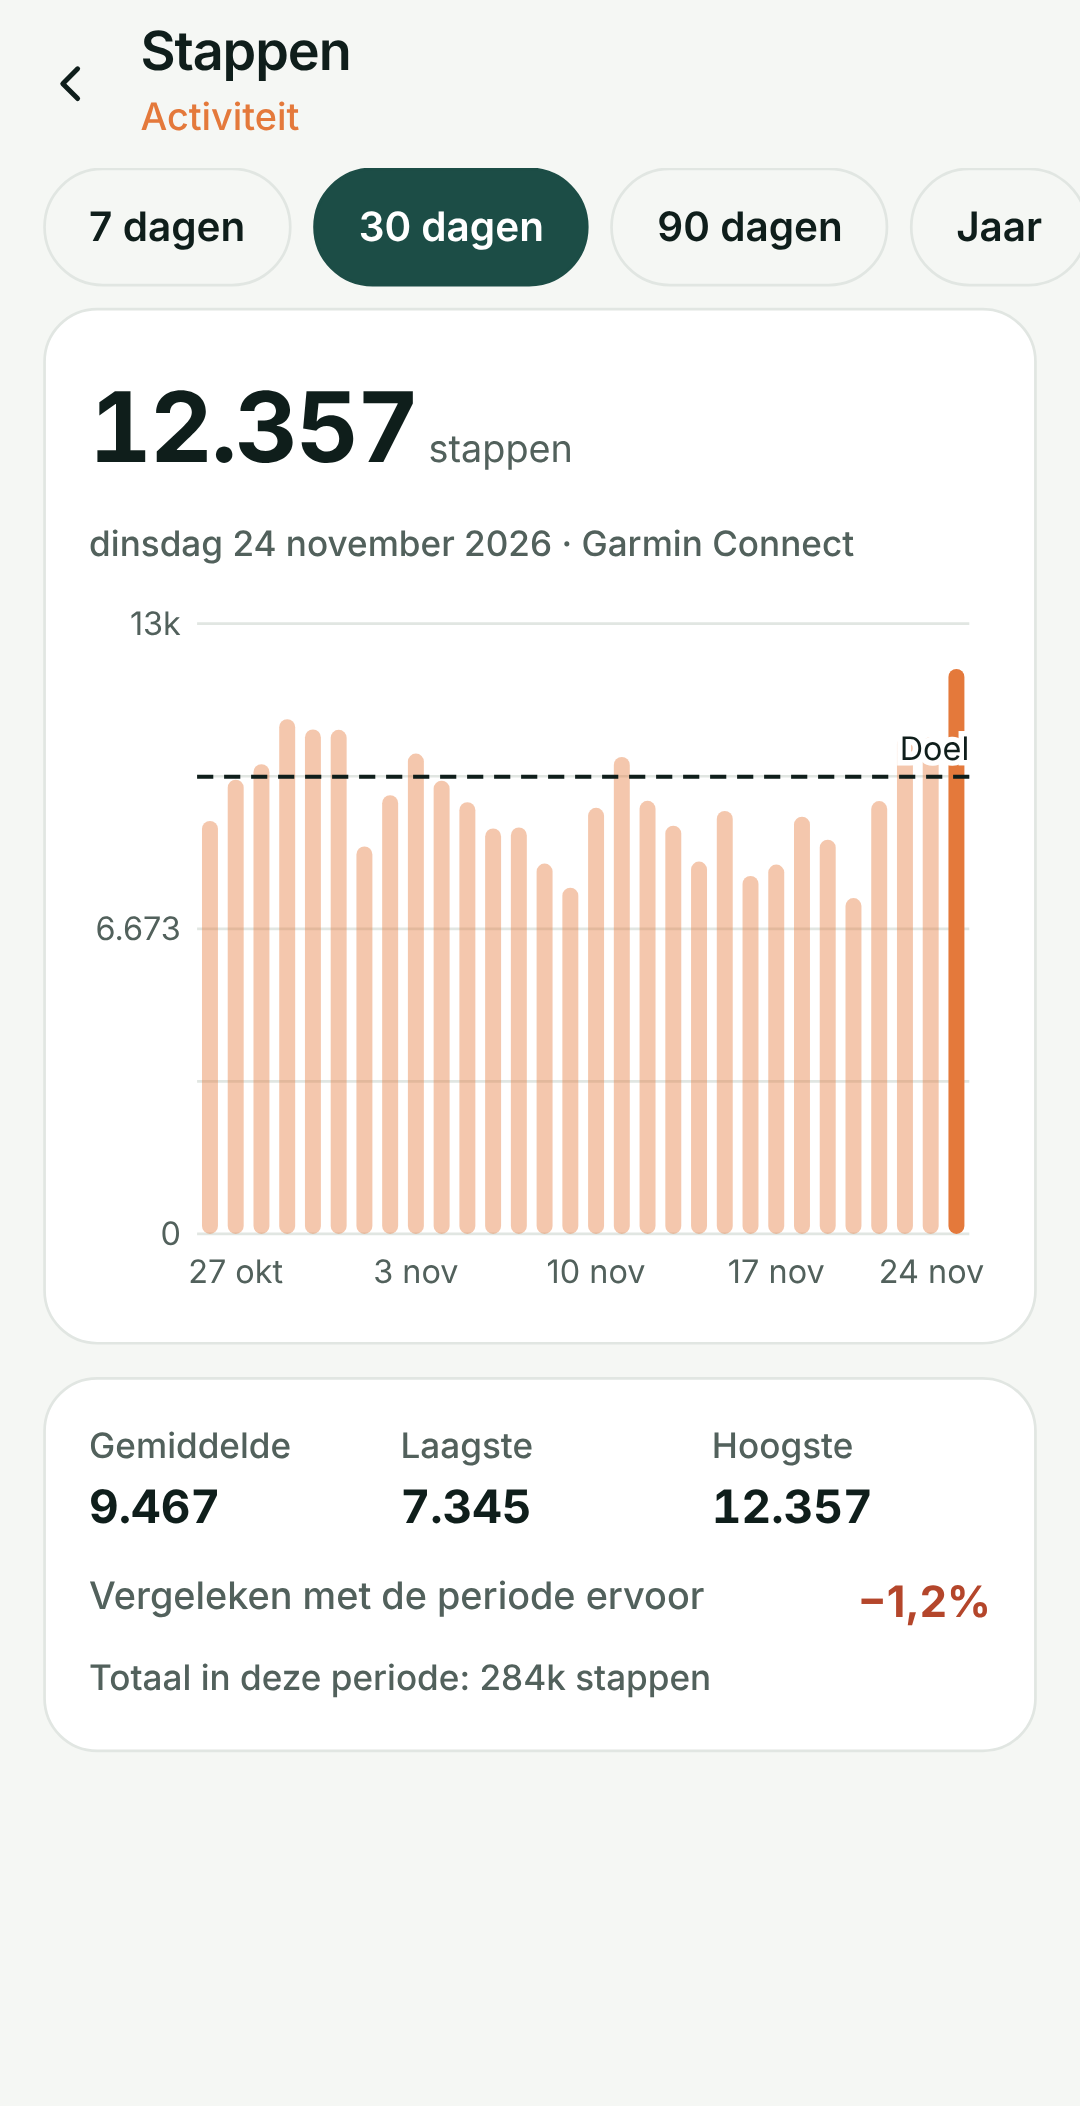 Stappen
Activiteit
7 dagen
30 dagen
90 dagen
Jaar
12.357 stappen
dinsdag 24 november 2026 · Garmin Connect
13k
Doel
6.673
0
27 okt
3 nov
10 nov
17 nov
24 nov
Gemiddelde
Laagste
Hoogste
9.467
7.345
12.357
Vergeleken met de periode ervoor
−1,2%
Totaal in deze periode: 284k stappen